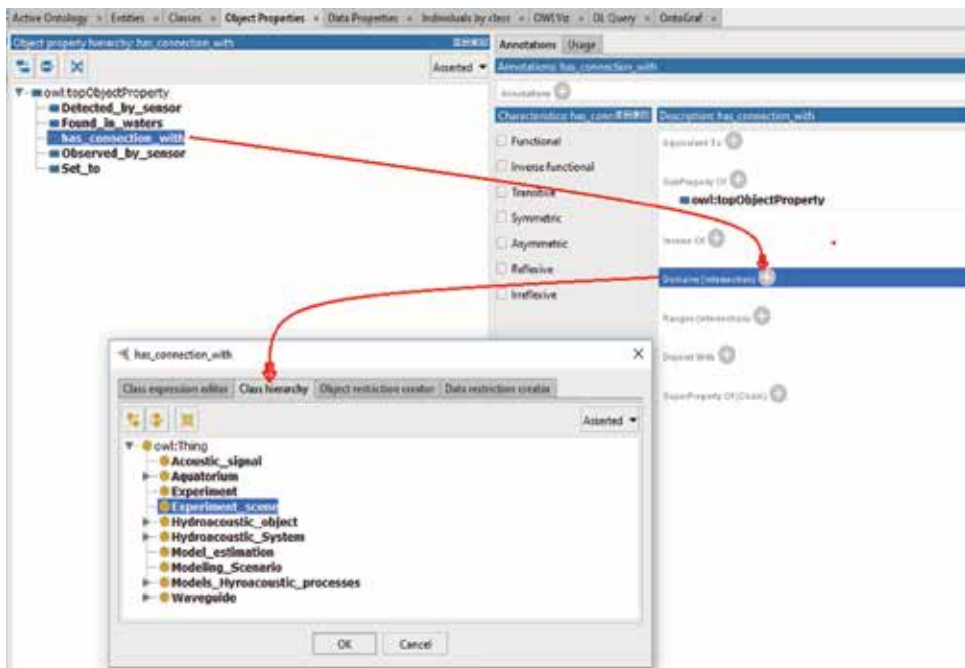 Active Ontology × Entities × Classes × Object Properties × Data Properties × Individuals by class × OWLViz × DL Query × OntoGraf ×
Object property hierarchy: has_connection_with
Asserted
owl:topObjectProperty
Detected_by_sensor
Found_in_waters
has_connection_with
Observed_by_sensor
Set_to
Annotations Usage
Annotations: has_connection_with
Annotations
Characteristics: has_conn
Functional
Inverse functional
Transitive
Symmetric
Asymmetric
Reflexive
Irreflexive
Description: has_connection_with
Equivalent To
SubProperty Of
owl:topObjectProperty
Inverse Of
Domains (intersection)
Ranges (intersection)
Disjoint With
SuperProperty Of (Chain)
has_connection_with
Class expression editor Class hierarchy Object restriction creator Data restriction creator
Asserted
owl:Thing
Acoustic_signal
Aquatorium
Experiment
Experiment_scene
Hydroacoustic_object
Hydroacoustic_System
Model_estimation
Modeling_Scenario
Models_Hyroacoustic_processes
Waveguide
OK Cancel